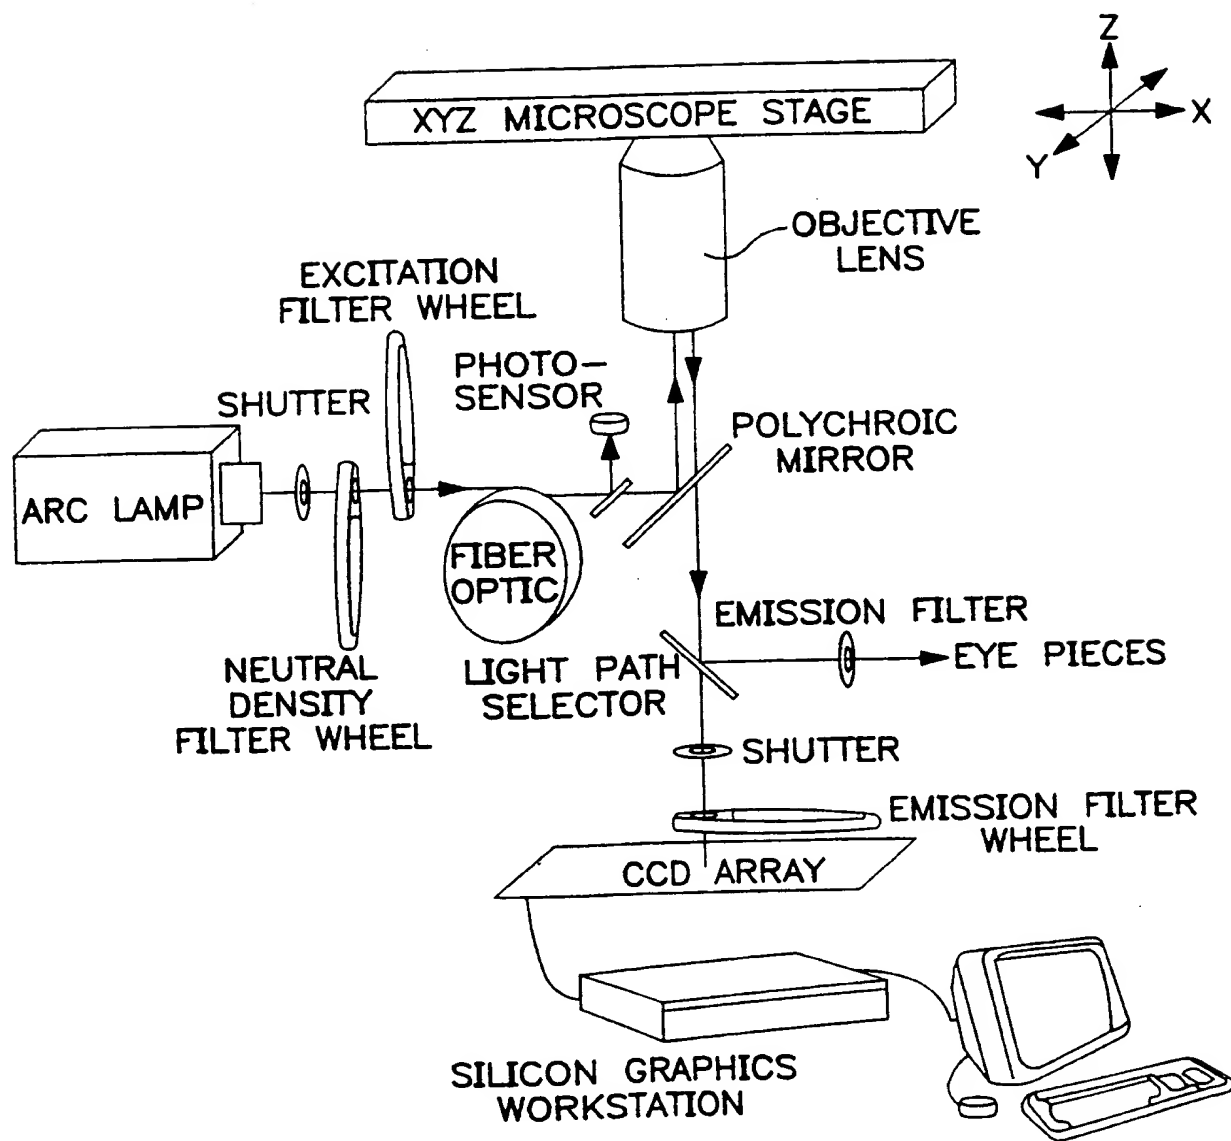 Z
XYZ MICROSCOPE STAGE
X
Y
OBJECTIVE
LENS
EXCITATION
FILTER WHEEL
PHOTO-
SENSOR
SHUTTER
POLYCHROIC
MIRROR
ARC LAMP
FIBER
OPTIC
EMISSION FILTER
EYE PIECES
NEUTRAL
DENSITY
FILTER WHEEL
LIGHT PATH
SELECTOR
SHUTTER
EMISSION FILTER
WHEEL
CCD ARRAY
SILICON GRAPHICS
WORKSTATION